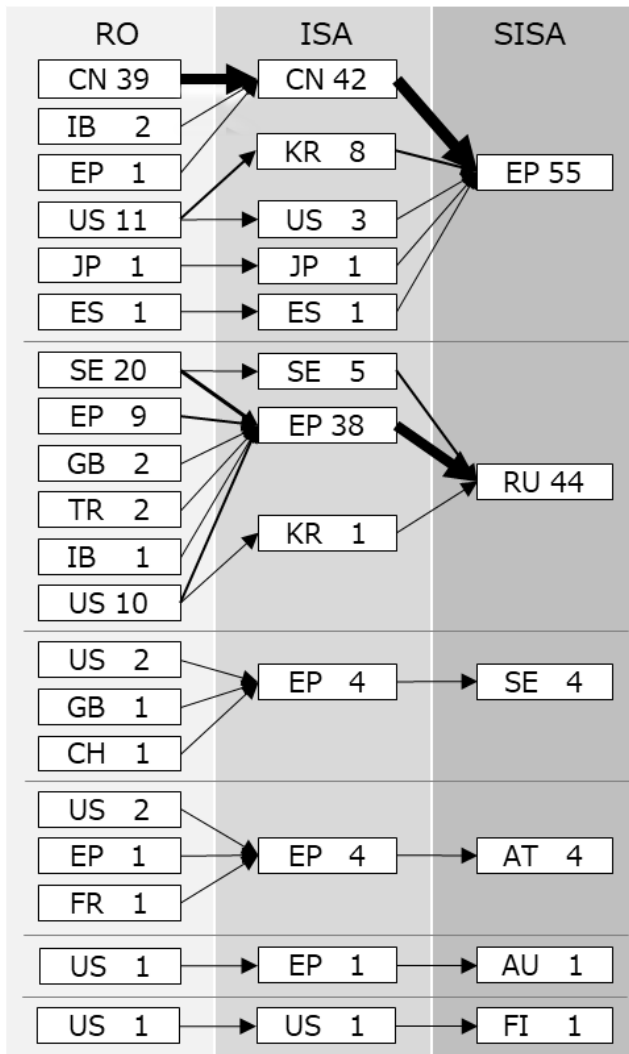 RO ISA SISA
CN 39 CN 42
IB 2
EP 1 KR 8 EP 55
US 11 US 3
JP 1 JP 1
ES 1 ES 1
SE 20 SE 5
EP 9 EP 38
GB 2
TR 2 RU 44
IB 1 KR 1
US 10
US 2
GB 1 EP 4 SE 4
CH 1
US 2
EP 1 EP 4 AT 4
FR 1
US 1 EP 1 AU 1
US 1 US 1 FI 1